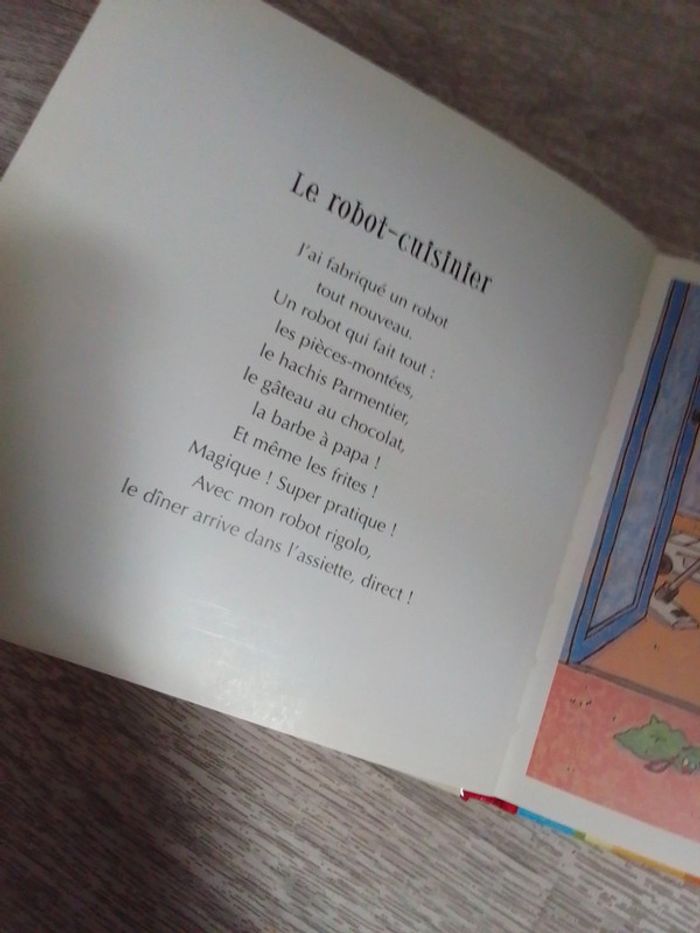 Le robot-cuisinier
J'ai fabriqué un robot
tout nouveau.
Un robot qui fait tout :
les pièces-montées,
le hachis Parmentier,
le gâteau au chocolat,
la barbe à papa !
Et même les frites !
Magique ! Super pratique !
Avec mon robot rigolo,
le dîner arrive dans l'assiette, direct !